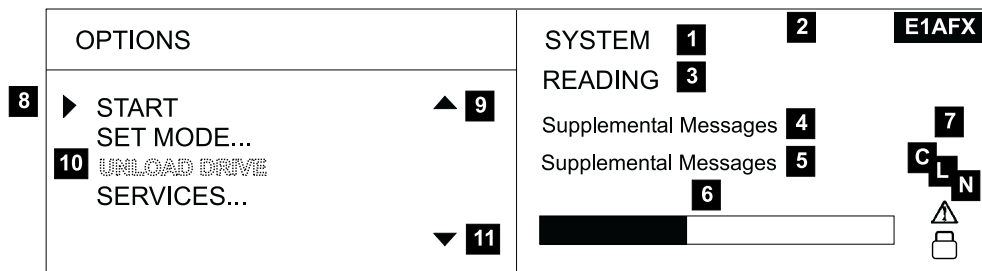 OPTIONS
8 START 9
SET MODE...
10 UNLOAD DRIVE
SERVICES...
11
SYSTEM 1 2 E1AFX
READING 3
Supplemental Messages 4 7
Supplemental Messages 5 C L N
6